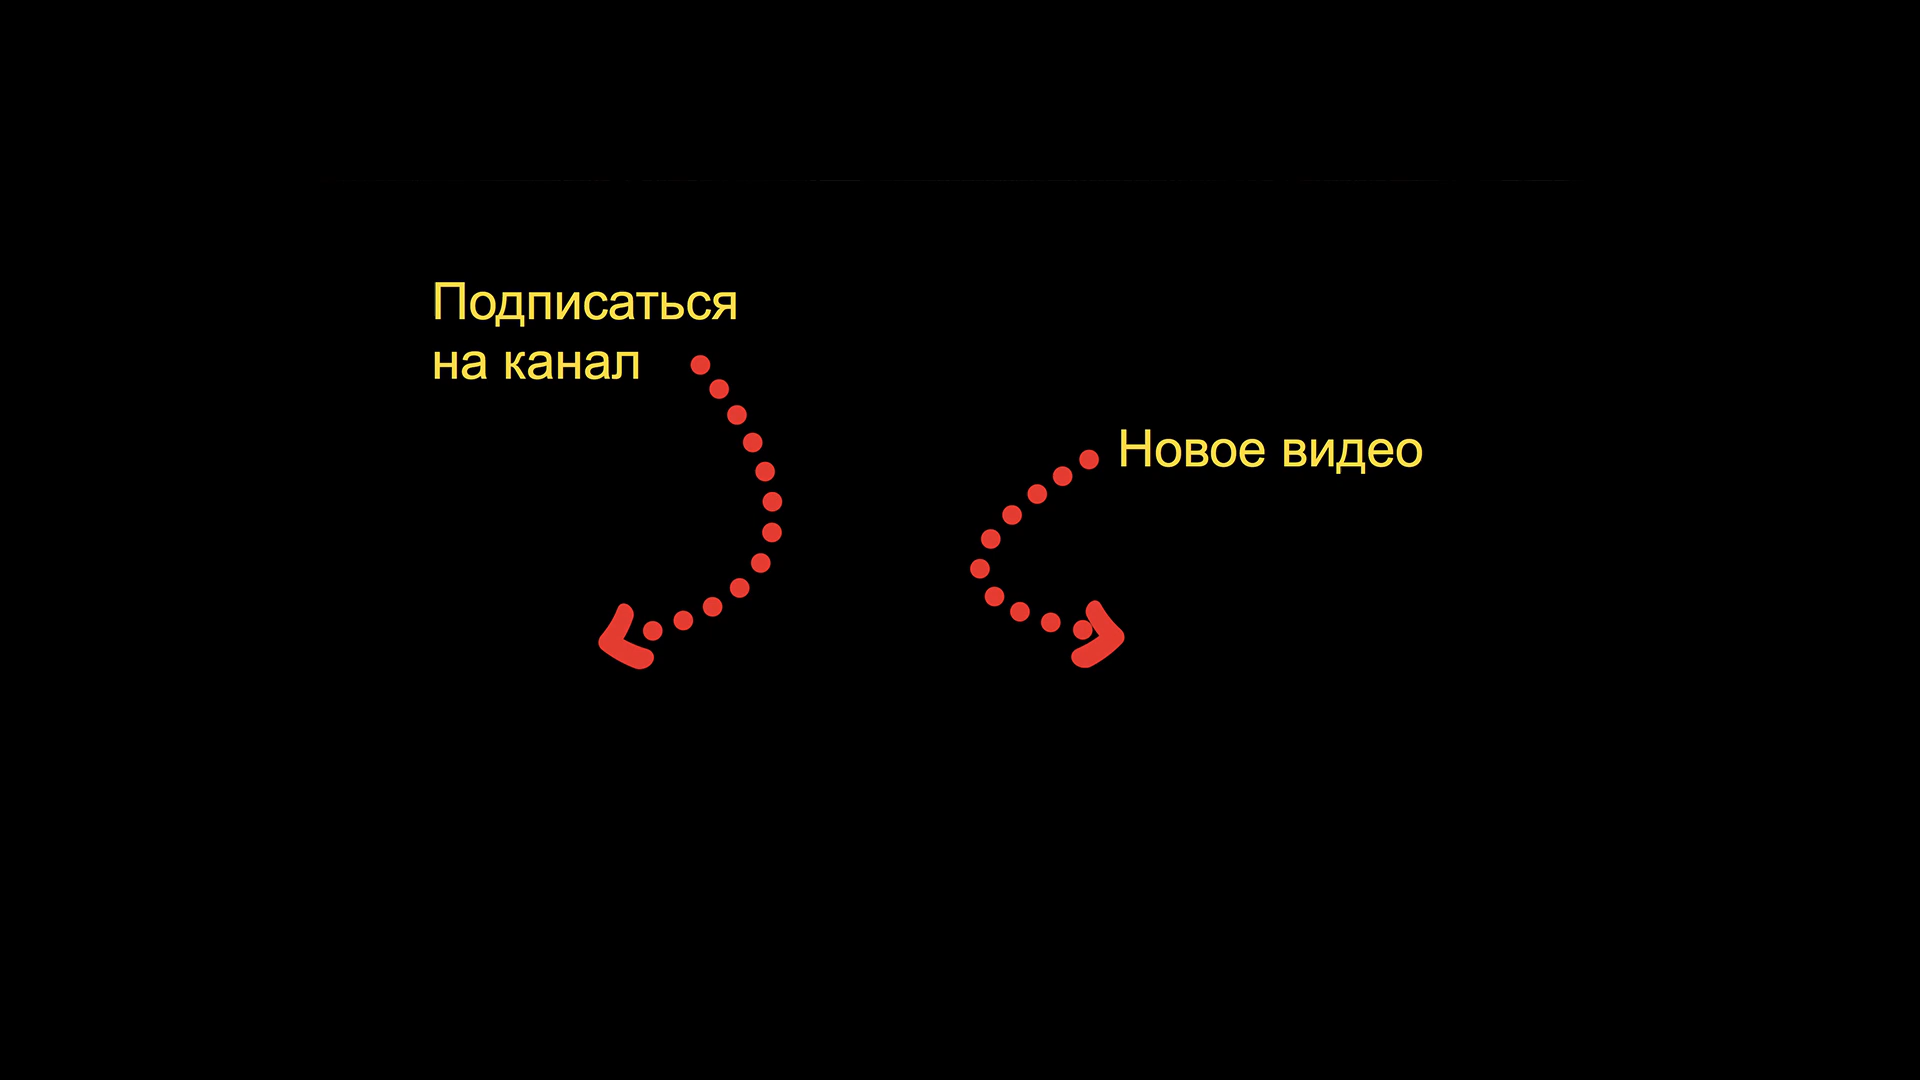 Подписаться
на канал
Новое видео